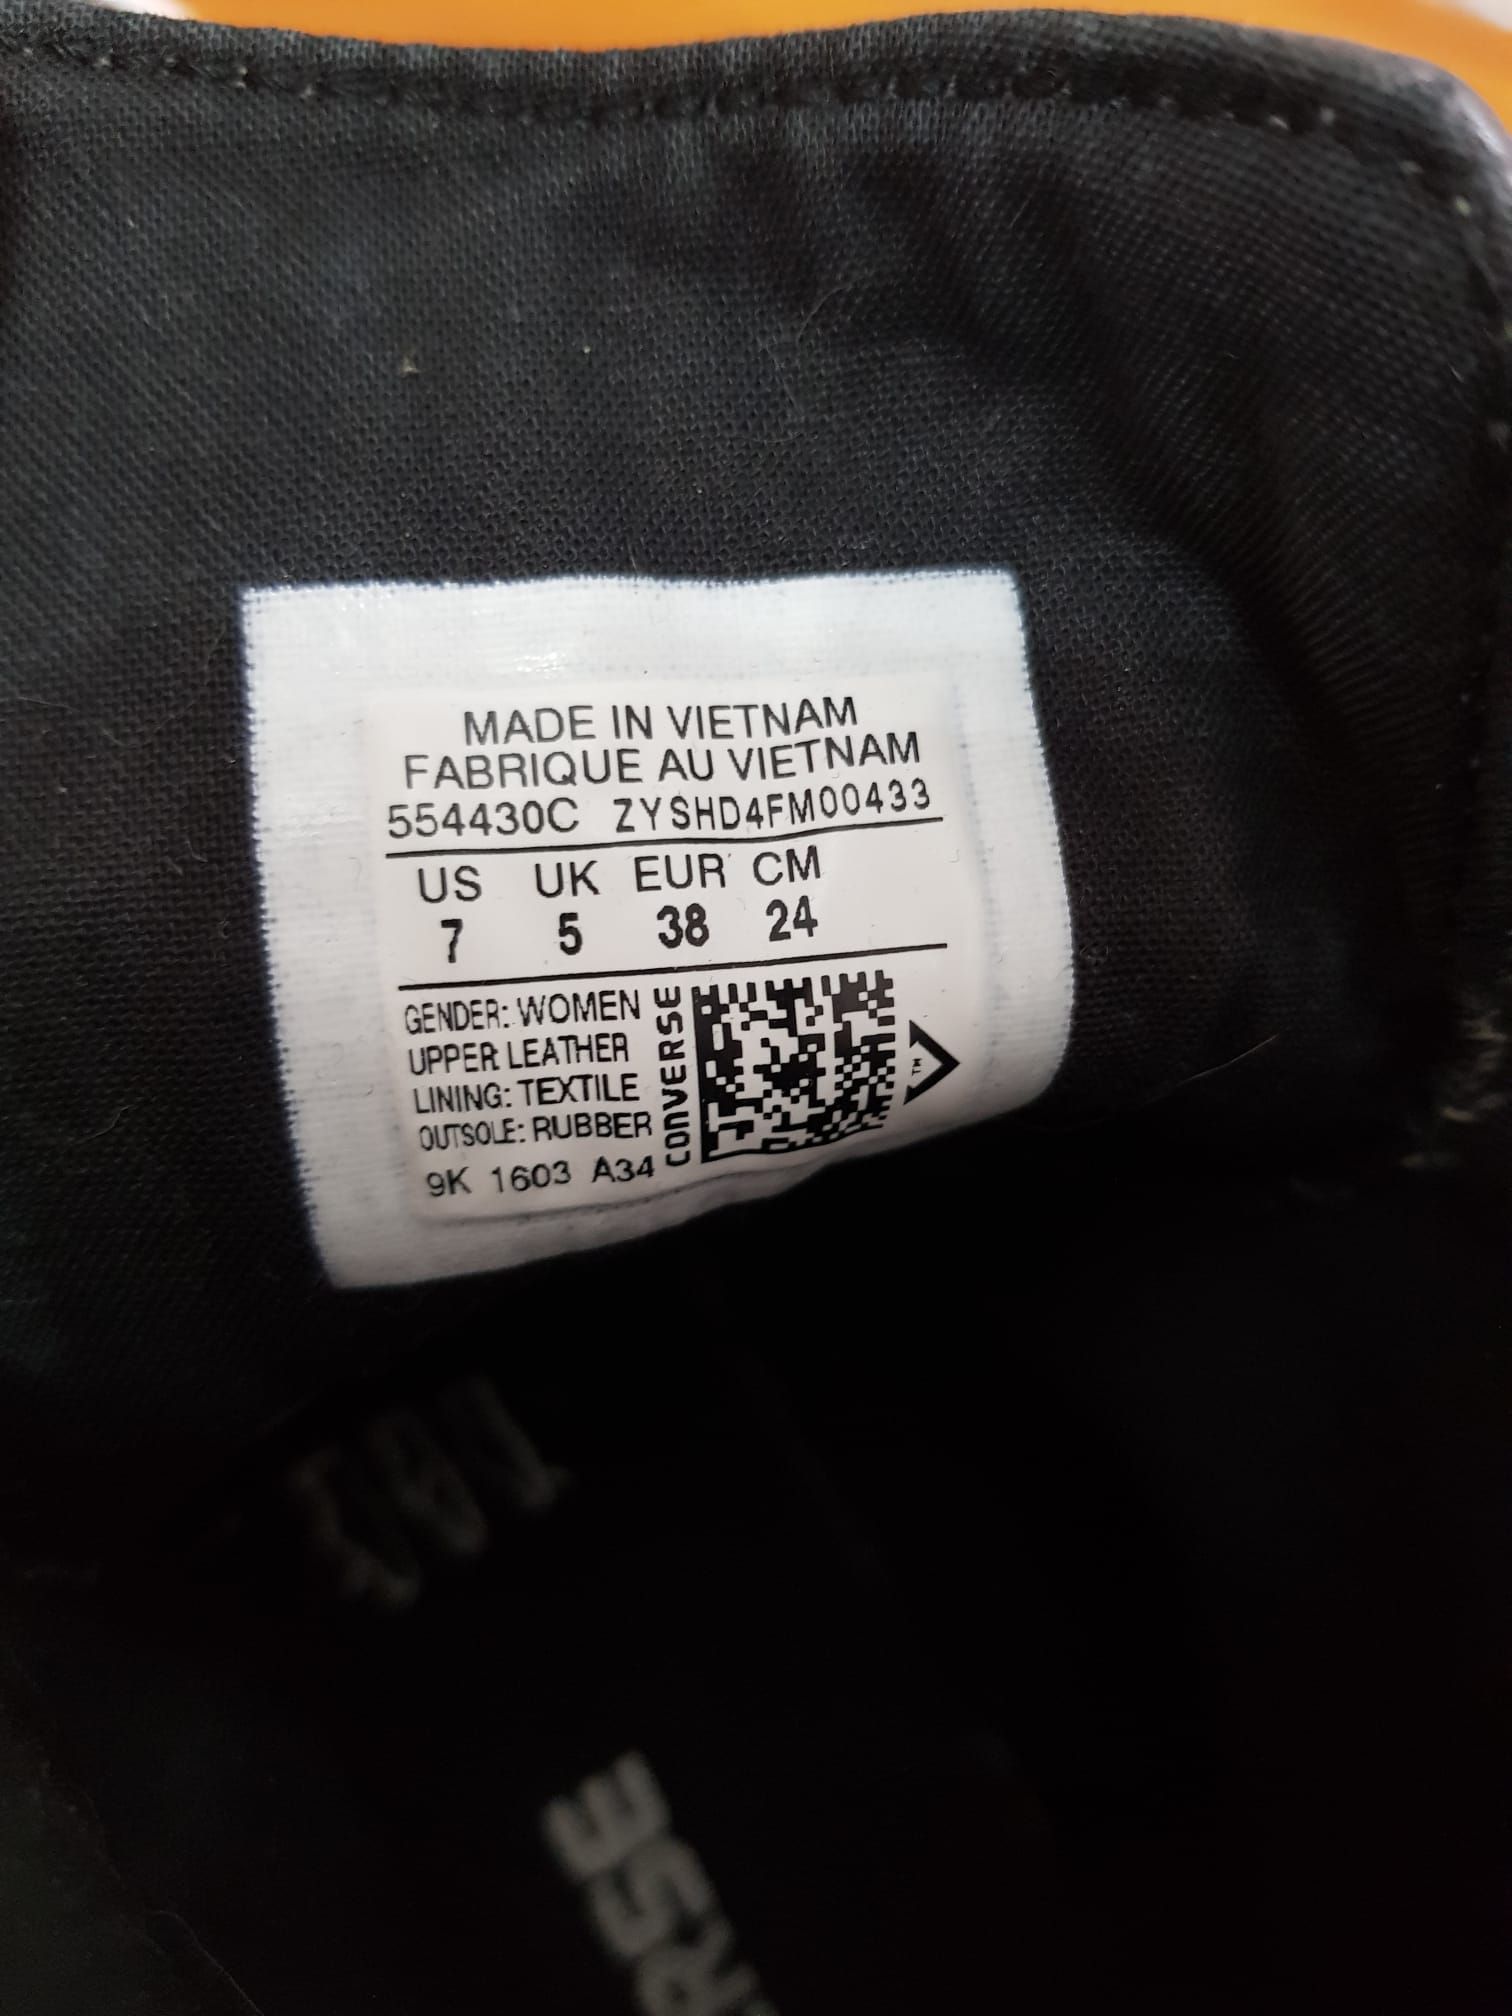 MADE IN VIETNAM
FABRIQUE AU VIETNAM
554430C ZYSHD4FM00433
US UK EUR CM
7 5 38 24
GENDER: WOMEN
UPPER LEATHER
LINING: TEXTILE
OUTSOLE: RUBBER
9K 1603 A34
CONVERSE
TM